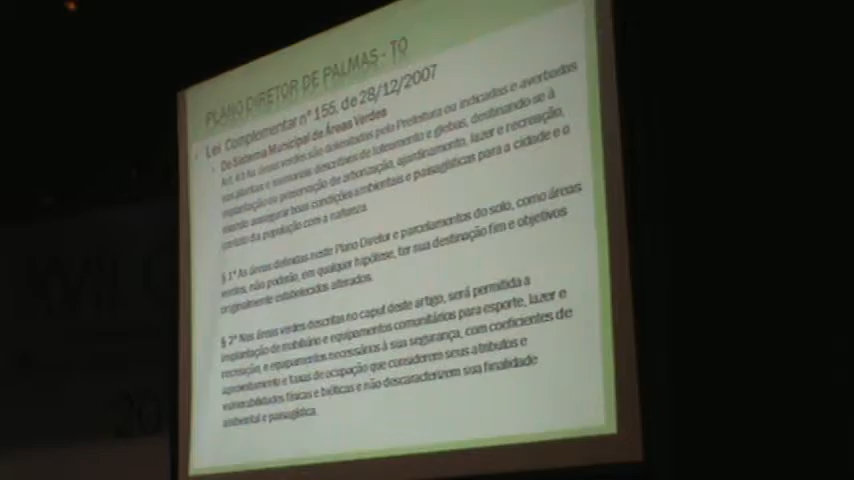 PLANO DIRETOR DE PALMAS - TO
Lei Complementar nº 155, de 28/12/2007
Do Sistema Municipal de Áreas Verdes
Art. 43 As áreas verdes são delimitadas pela Prefeitura ou indicadas e averbadas
nas plantas e memoriais descritivos de loteamento e glebas, destinando-se à
implantação ou preservação de arborização, ajardinamento, lazer e recreação,
visando assegurar boas condições ambientais e paisagísticas para a cidade e o
contato da população com a natureza.
§ 1º As áreas definidas neste Plano Diretor e parcelamentos do solo, como áreas
verdes, não poderão, em qualquer hipótese, ter sua destinação fim e objetivos
originalmente estabelecidos alterados.
§ 2º Nas áreas verdes descritas no caput deste artigo, será permitida a
implantação de mobiliário e equipamentos comunitários para esporte, lazer e
recreação, e equipamentos necessários à sua segurança, com coeficientes de
aproveitamento e taxas de ocupação que considerem seus atributos e
vulnerabilidades físicas e bióticas e não descaracterizem sua finalidade
ambiental e paisagística.
XVII
20